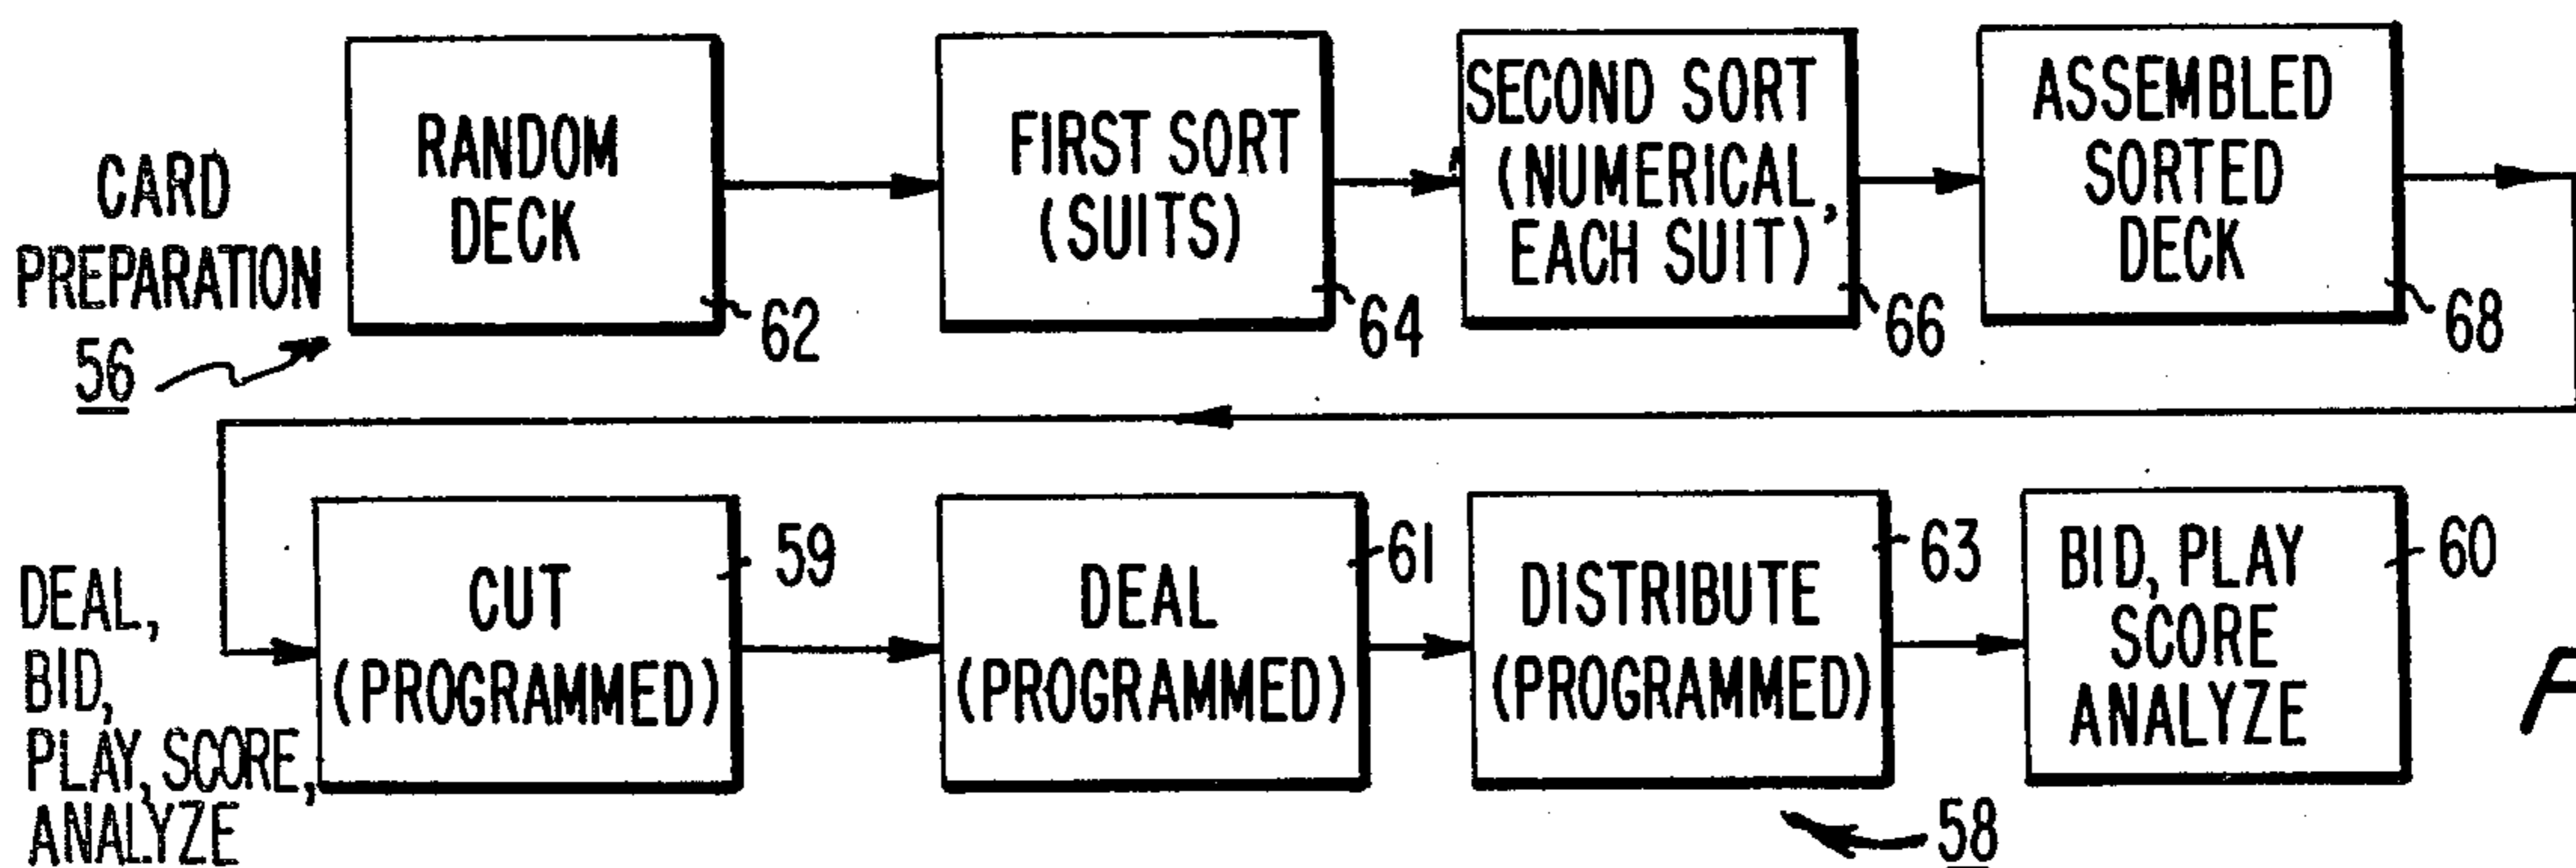 CARD
PREPARATION
56
RANDOM
DECK
62
FIRST SORT
(SUITS)
64
SECOND SORT
(NUMERICAL,
EACH SUIT)
66
ASSEMBLED
SORTED
DECK
68
DEAL,
BID,
PLAY, SCORE,
ANALYZE
CUT
(PROGRAMMED)
59
DEAL
(PROGRAMMED)
61
DISTRIBUTE
(PROGRAMMED)
63
58
BID, PLAY
SCORE
ANALYZE
60